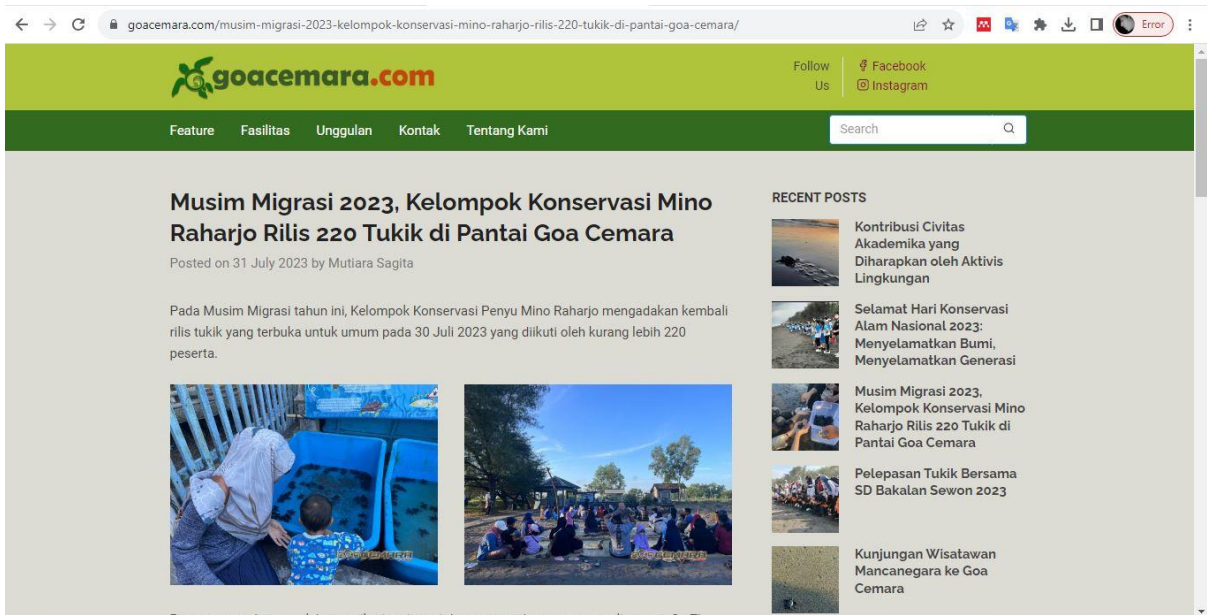 goacemara.com/musim-migrasi-2023-kelompok-konservasi-mino-raharjo-rilis-220-tukik-di-pantai-goa-cemara/
Error
goacemara.com
Follow
Us
Facebook
Instagram
Feature
Fasilitas
Unggulan
Kontak
Tentang Kami
Search
Musim Migrasi 2023, Kelompok Konservasi Mino
Raharjo Rilis 220 Tukik di Pantai Goa Cemara
Posted on 31 July 2023 by Mutiara Sagita
Pada Musim Migrasi tahun ini, Kelompok Konservasi Penyu Mino Raharjo mengadakan kembali
rilis tukik yang terbuka untuk umum pada 30 Juli 2023 yang diikuti oleh kurang lebih 220
peserta.
GOACEMARA
GOACEMARA
RECENT POSTS
Kontribusi Civitas
Akademika yang
Diharapkan oleh Aktivis
Lingkungan
Selamat Hari Konservasi
Alam Nasional 2023:
Menyelamatkan Bumi,
Menyelamatkan Generasi
Musim Migrasi 2023,
Kelompok Konservasi Mino
Raharjo Rilis 220 Tukik di
Pantai Goa Cemara
Pelepasan Tukik Bersama
SD Bakalan Sewon 2023
Kunjungan Wisatawan
Mancanegara ke Goa
Cemara